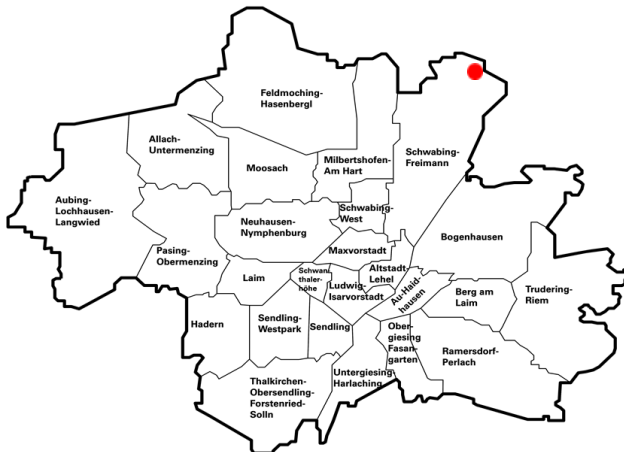 Feldmoching-
Hasenbergl
Allach-
Untermenzing
Moosach
Milbertshofen-
Am Hart
Schwabing-
Freimann
Aubing-
Lochhausen-
Langwied
Schwabing-
West
Neuhausen-
Nymphenburg
Bogenhausen
Pasing-
Obermenzing
Maxvorstadt
Laim
Schwan-
thaler-
höhe
Altstadt-
Lehel
Ludwig-
Isarvorstadt
Au-Haid-
hausen
Berg am
Laim
Trudering-
Riem
Hadern
Sendling-
Westpark
Sendling
Ober-
giesing
Fasan-
garten
Ramersdorf-
Perlach
Thalkirchen-
Obersendling-
Forstenried-
Solln
Untergiesing-
Harlaching